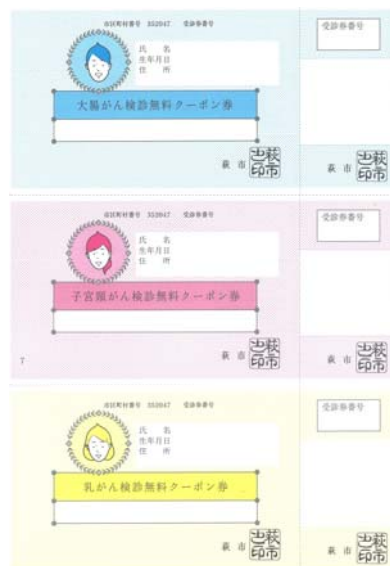 市区町村番号 352047 受診券番号
受診券番号
氏 名
生年月日
住 所
大腸がん検診無料クーポン券
萩 市
萩市之印
萩 市
萩市之印
市区町村番号 352047 受診券番号
受診券番号
氏 名
生年月日
住 所
子宮頸がん検診無料クーポン券
7
萩 市
萩市之印
萩 市
萩市之印
市区町村番号 352047 受診券番号
受診券番号
氏 名
生年月日
住 所
乳がん検診無料クーポン券
萩 市
萩市之印
萩 市
萩市之印